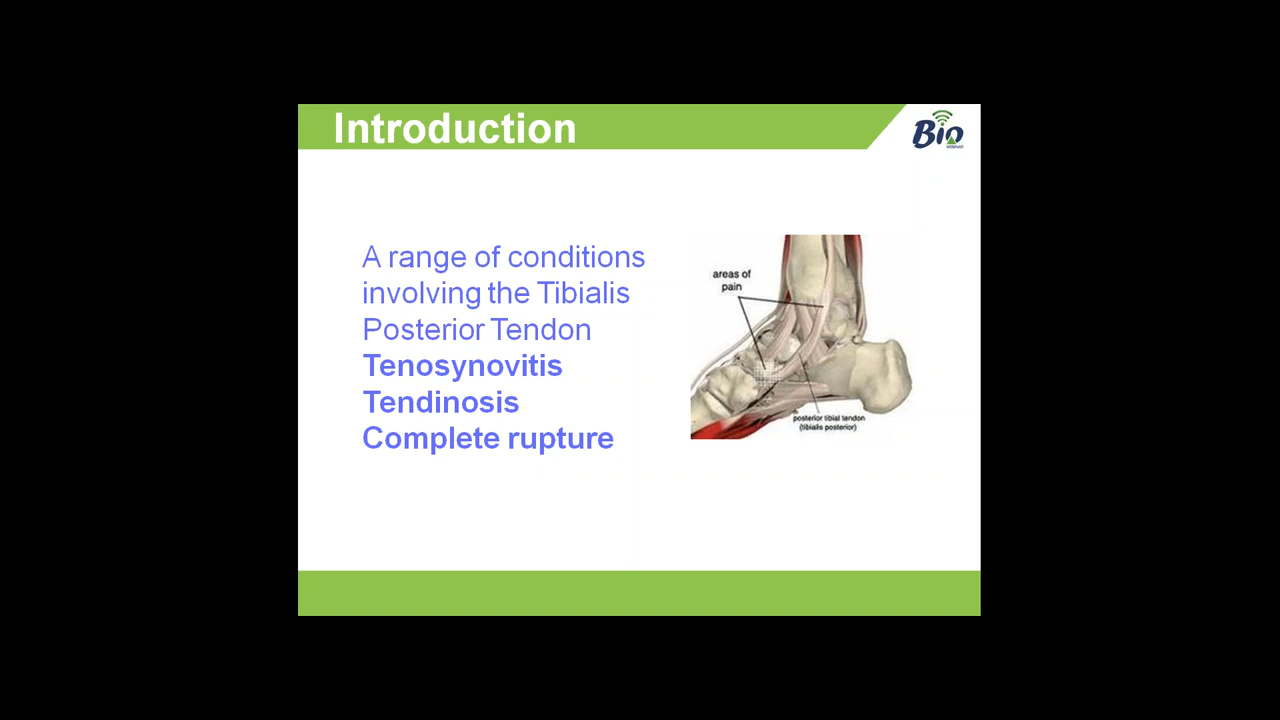 Introduction
Bio
WEBINAR
A range of conditions
involving the Tibialis
Posterior Tendon
Tenosynovitis
Tendinosis
Complete rupture
areas of
pain
posterior tibial tendon
(tibialis posterior)